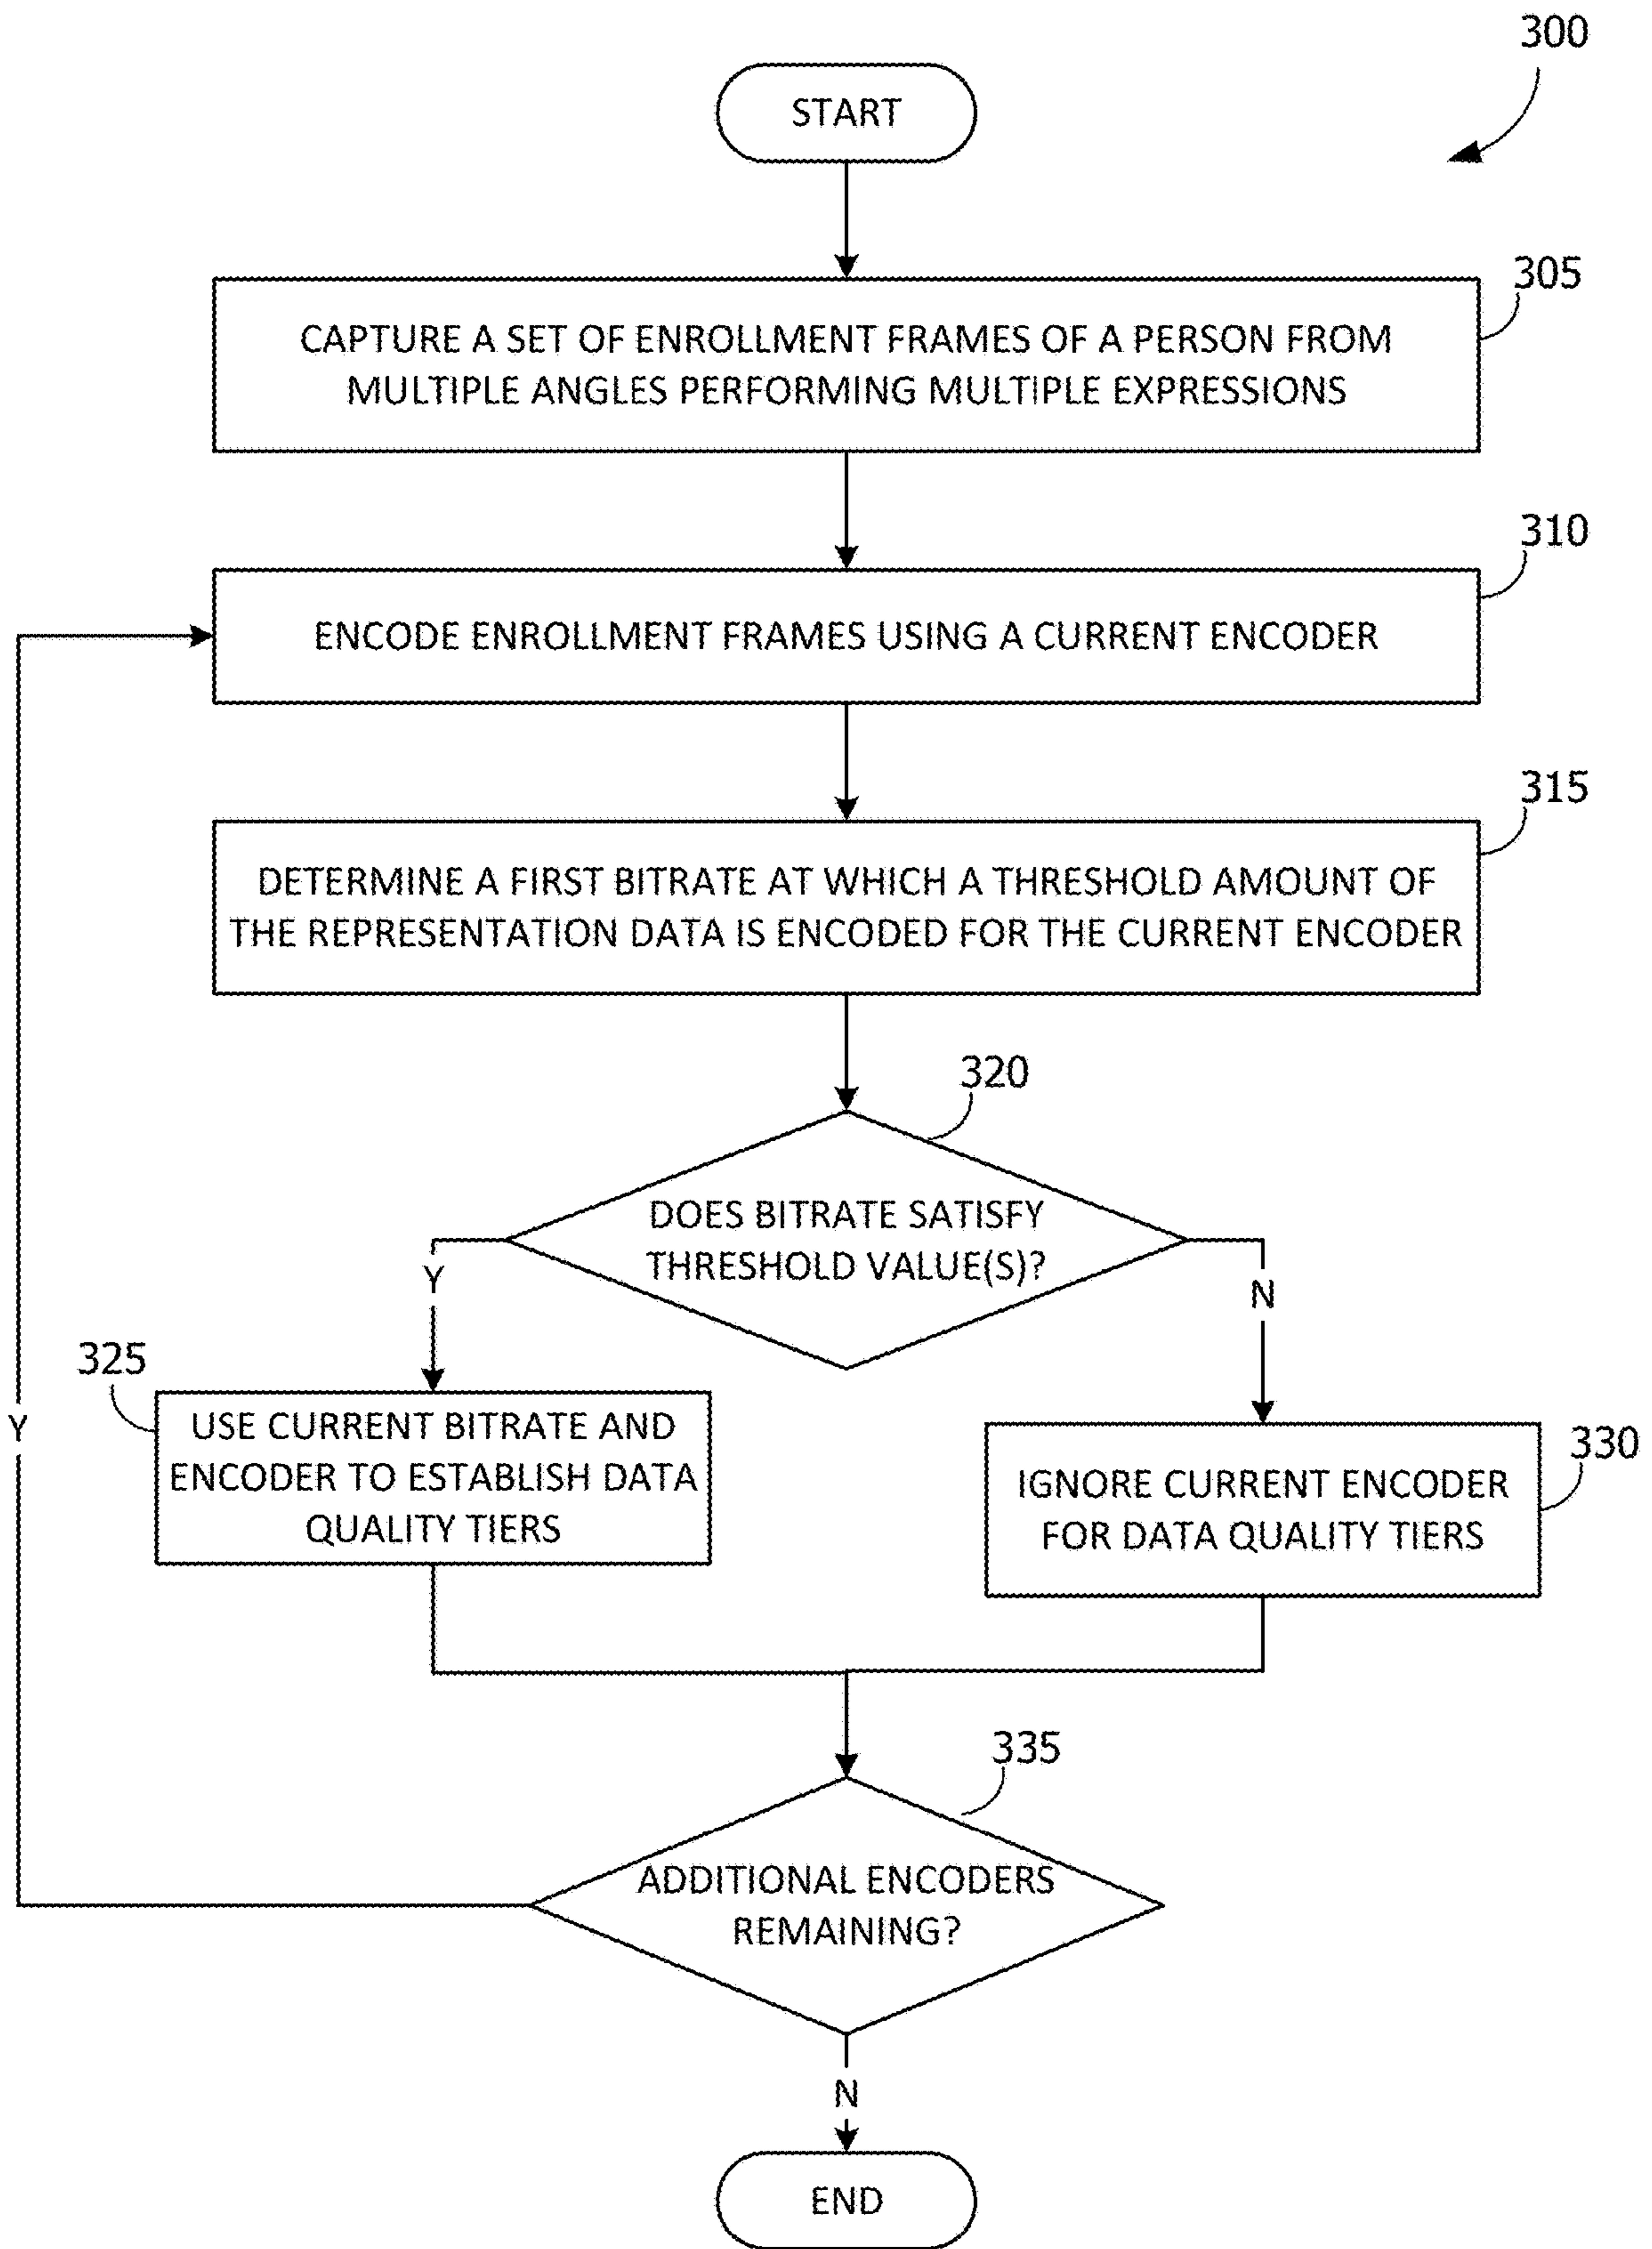 300
START
305
CAPTURE A SET OF ENROLLMENT FRAMES OF A PERSON FROM
MULTIPLE ANGLES PERFORMING MULTIPLE EXPRESSIONS
310
ENCODE ENROLLMENT FRAMES USING A CURRENT ENCODER
315
DETERMINE A FIRST BITRATE AT WHICH A THRESHOLD AMOUNT OF
THE REPRESENTATION DATA IS ENCODED FOR THE CURRENT ENCODER
320
DOES BITRATE SATISFY
THRESHOLD VALUE(S)?
Y
N
325
USE CURRENT BITRATE AND
ENCODER TO ESTABLISH DATA
QUALITY TIERS
330
IGNORE CURRENT ENCODER
FOR DATA QUALITY TIERS
Y
335
ADDITIONAL ENCODERS
REMAINING?
N
END